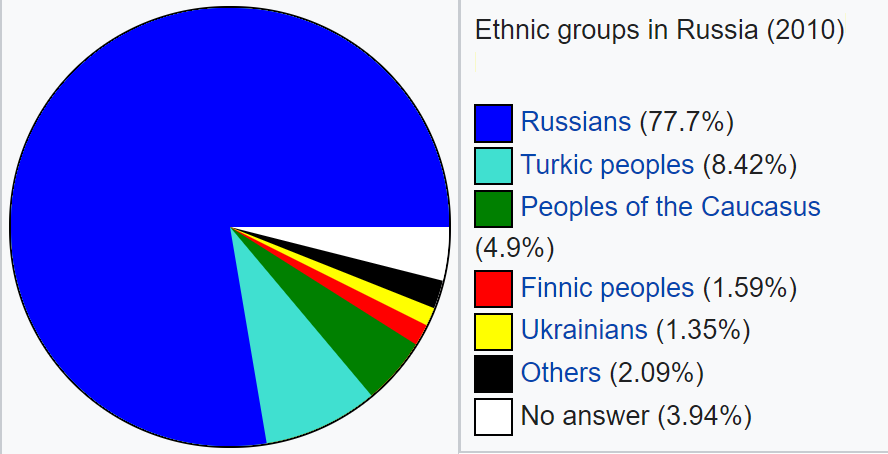 Ethnic groups in Russia (2010)
Russians (77.7%)
Turkic peoples (8.42%)
Peoples of the Caucasus
(4.9%)
Finnic peoples (1.59%)
Ukrainians (1.35%)
Others (2.09%)
No answer (3.94%)